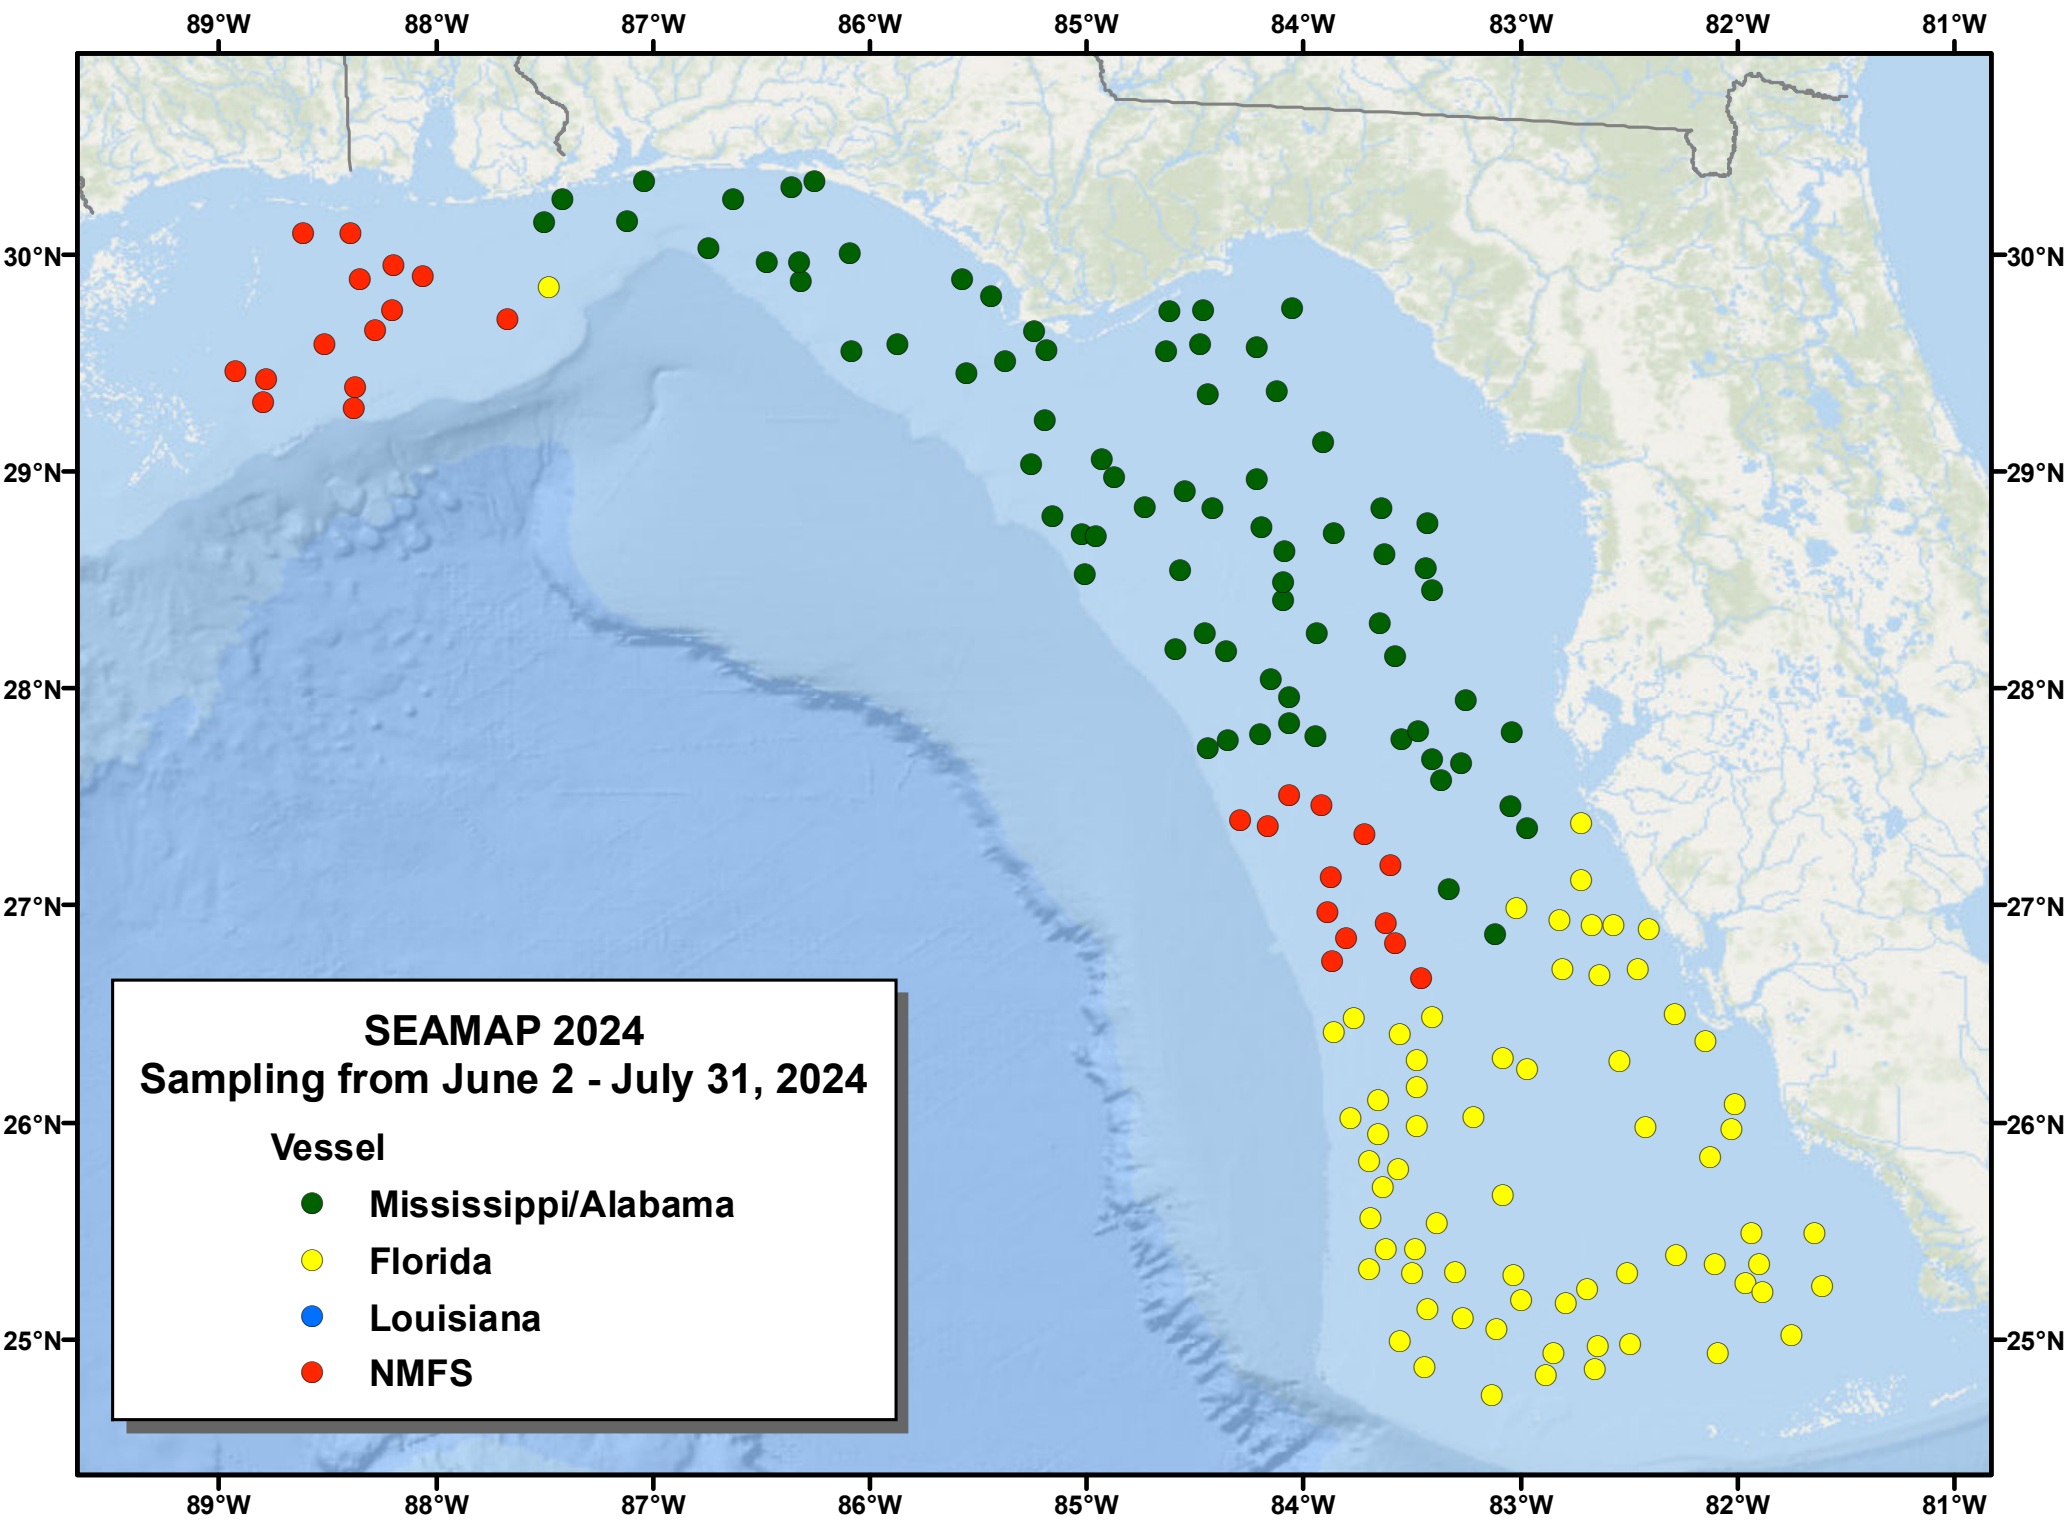 89°W 88°W 87°W 86°W 85°W 84°W 83°W 82°W 81°W
30°N 30°N
29°N 29°N
28°N 28°N
27°N 27°N
SEAMAP 2024
Sampling from June 2 - July 31, 2024
26°N 26°N
Vessel
Mississippi/Alabama
Florida
Louisiana
25°N 25°N
NMFS
89°W 88°W 87°W 86°W 85°W 84°W 83°W 82°W 81°W